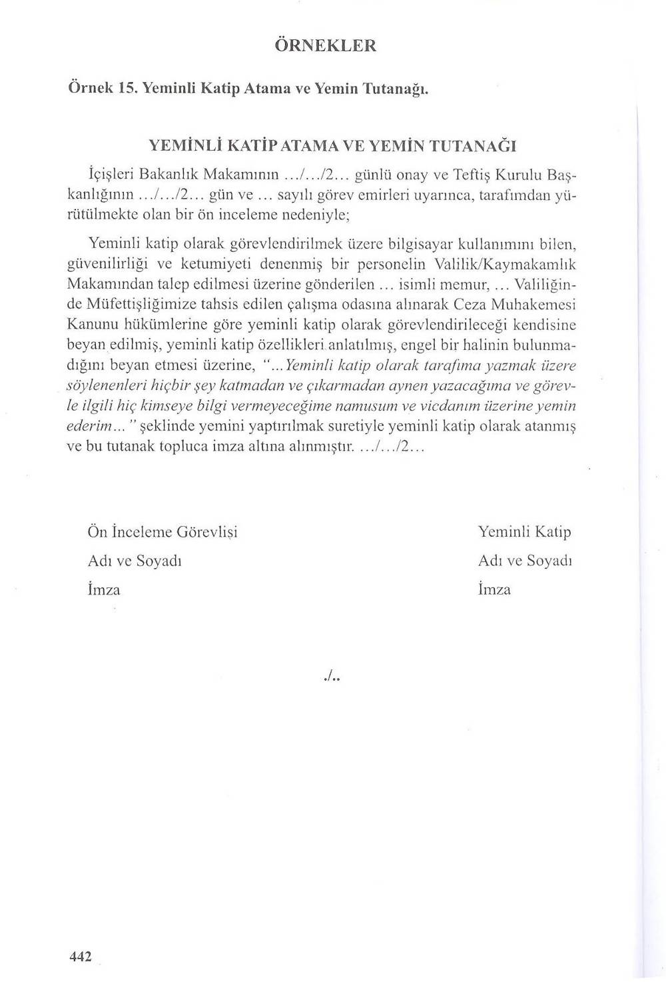 ÖRNEKLER
Örnek 15. Yeminli Katip Atama ve Yemin Tutanağı.
YEMİNLİ KATİP ATAMA VE YEMİN TUTANAĞI
İçişleri Bakanlık Makamının .../.../2... günlü onay ve Teftiş Kurulu Baş-
kanlığının .../.../2... gün ve ... sayılı görev emirleri uyarınca, tarafımdan yü-
rütülmekte olan bir ön inceleme nedeniyle;
Yeminli katip olarak görevlendirilmek üzere bilgisayar kullanımını bilen,
güvenilirliği ve ketumiyeti denenmiş bir personelin Valilik/Kaymakamlık
Makamından talep edilmesi üzerine gönderilen ... isimli memur, ... Valiliğin-
de Müfettişliğimize tahsis edilen çalışma odasına alınarak Ceza Muhakemesi
Kanunu hükümlerine göre yeminli katip olarak görevlendirileceği kendisine
beyan edilmiş, yeminli katip özellikleri anlatılmış, engel bir halinin bulunma-
dığını beyan etmesi üzerine, "...Yeminli katip olarak tarafıma yazmak üzere
söylenenleri hiçbir şey katmadan ve çıkarmadan aynen yazacağıma ve görev-
le ilgili hiç kimseye bilgi vermeyeceğime namusum ve vicdanım üzerine yemin
ederim..." şeklinde yemini yaptırılmak suretiyle yeminli katip olarak atanmış
ve bu tutanak topluca imza altına alınmıştır. .../.../2...
Ön İnceleme Görevlisi Yeminli Katip
Adı ve Soyadı Adı ve Soyadı
İmza İmza
./..
442